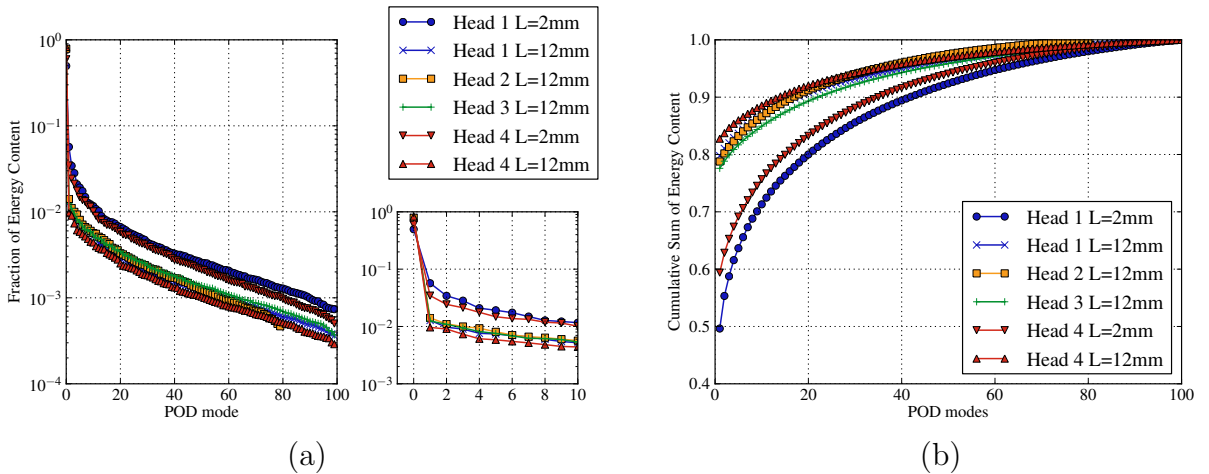 Head 1 L=2mm
Head 1 L=12mm
Head 2 L=12mm
Head 3 L=12mm
Head 4 L=2mm
Head 4 L=12mm
Fraction of Energy Content
10^0
10^−1
10^−2
10^−3
10^−4
0 20 40 60 80 100
POD mode
10^0
10^−1
10^−2
10^−3
0 2 4 6 8 10
(a)
Cumulative Sum of Energy Content
1.0
0.9
0.8
0.7
0.6
0.5
0.4
Head 1 L=2mm
Head 1 L=12mm
Head 2 L=12mm
Head 3 L=12mm
Head 4 L=2mm
Head 4 L=12mm
0 20 40 60 80 100
POD modes
(b)